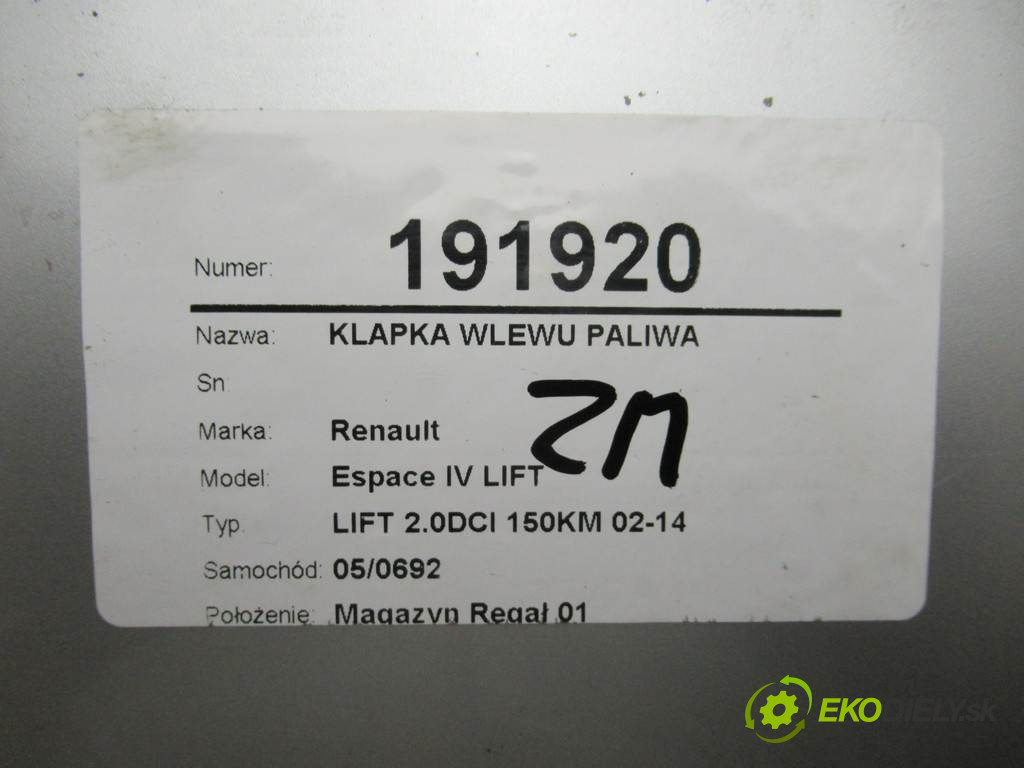 Numer: 191920
Nazwa: KLAPKA WLEWU PALIWA
Sn
ZM
Marka: Renault
Model: Espace IV LIFT
Typ. LIFT 2.0DCI 150KM 02-14
Samochód: 05/0692
Położenie: Magazyn Regał 01
EKODIELY.sk